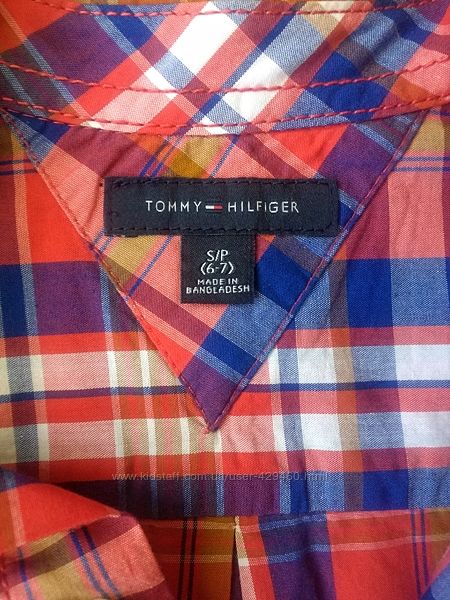 TOMMY HILFIGER
S/P
(6-7)
MADE IN
BANGLADESH